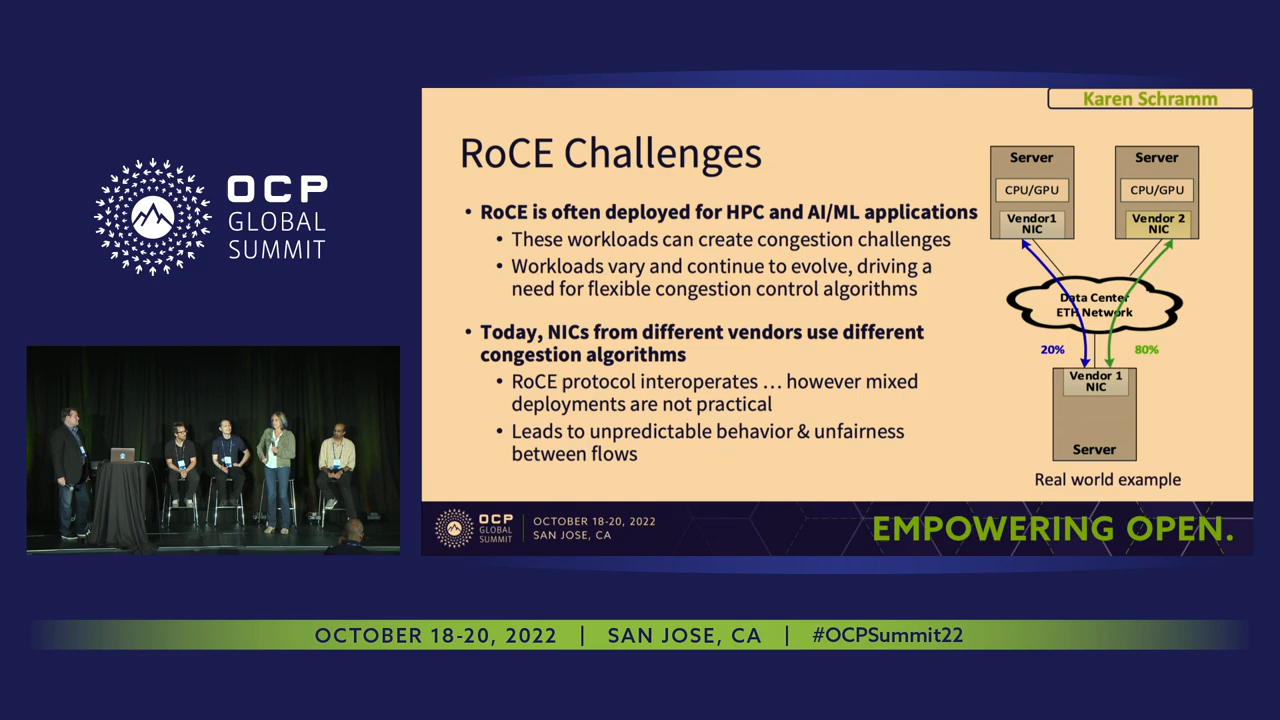 OCP
GLOBAL
SUMMIT
Karen Schramm
RoCE Challenges
• RoCE is often deployed for HPC and AI/ML applications
• These workloads can create congestion challenges
• Workloads vary and continue to evolve, driving a
need for flexible congestion control algorithms
• Today, NICs from different vendors use different
congestion algorithms
• RoCE protocol interoperates … however mixed
deployments are not practical
• Leads to unpredictable behavior & unfairness
between flows
Server
CPU/GPU
Vendor1
NIC
Server
CPU/GPU
Vendor 2
NIC
Data Center
ETH Network
20%
80%
Vendor 1
NIC
Server
Real world example
OCP
GLOBAL
SUMMIT
OCTOBER 18-20, 2022
SAN JOSE, CA
EMPOWERING OPEN.
OCTOBER 18-20, 2022 | SAN JOSE, CA | #OCPSummit22